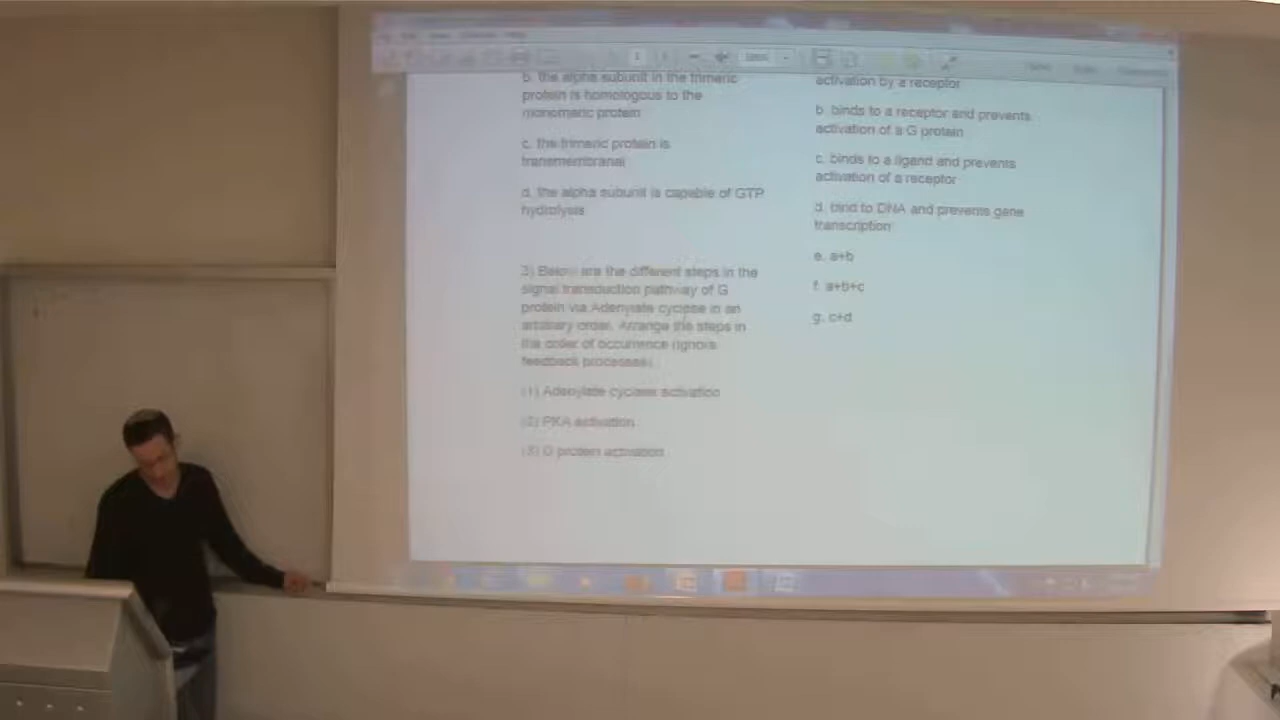 b. the alpha subunit in the trimeric
protein is homologous to the
monomeric protein
c. the trimeric protein is
transmembranal
d. the alpha subunit is capable of GTP
hydrolysis
3) Below are the different steps in the
signal transduction pathway of G
protein via Adenylate cyclase in an
arbitrary order. Arrange the steps in
the order of occurrence (ignore
feedback processes)
(1) Adenylate cyclase activation
(2) PKA activation
(3) G protein activation
activation by a receptor
b. binds to a receptor and prevents
activation of a G protein
c. binds to a ligand and prevents
activation of a receptor
d. bind to DNA and prevents gene
transcription
e. a+b
f. a+b+c
g. c+d